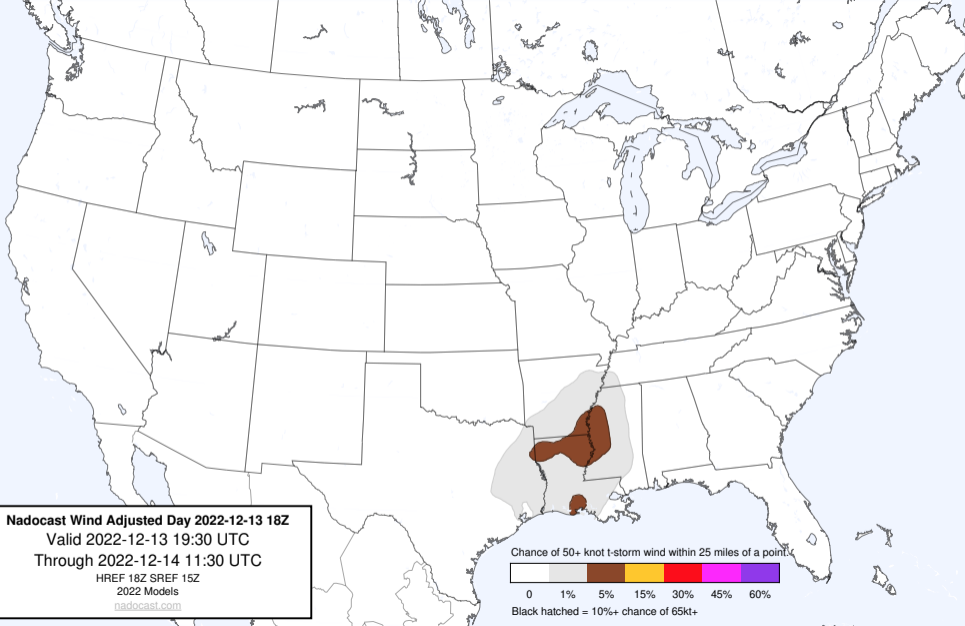 Nadocast Wind Adjusted Day 2022-12-13 18Z
Valid 2022-12-13 19:30 UTC
Through 2022-12-14 11:30 UTC
HREF 18Z SREF 15Z
2022 Models
nadocast.com
Chance of 50+ knot t-storm wind within 25 miles of a point.
0 1% 5% 15% 30% 45% 60%
Black hatched = 10%+ chance of 65kt+